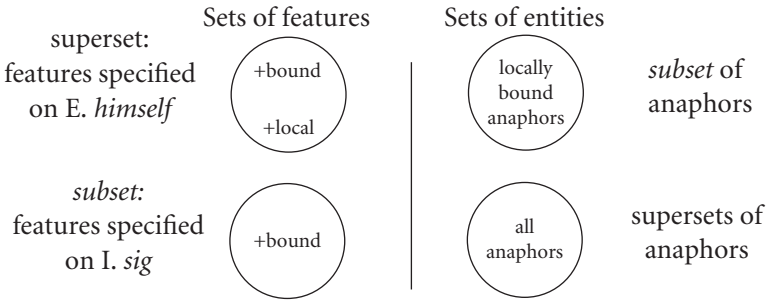 Sets of features
Sets of entities
superset:
features specified
on E. himself
+bound
+local
locally
bound
anaphors
subset of
anaphors
subset:
features specified
on I. sig
+bound
all
anaphors
supersets of
anaphors